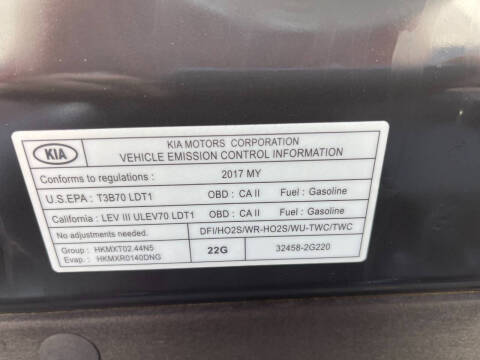 KIA
KIA MOTORS CORPORATION
VEHICLE EMISSION CONTROL INFORMATION
Conforms to regulations : 2017 MY
U.S.EPA : T3B70 LDT1 OBD : CA II Fuel : Gasoline
California : LEV III ULEV70 LDT1 OBD : CA II Fuel : Gasoline
No adjustments needed. DFI/HO2S/WR-HO2S/WU-TWC/TWC
Group : HKMXT02.44N5
Evap. : HKMXR0140DNG
22G 32458-2G220